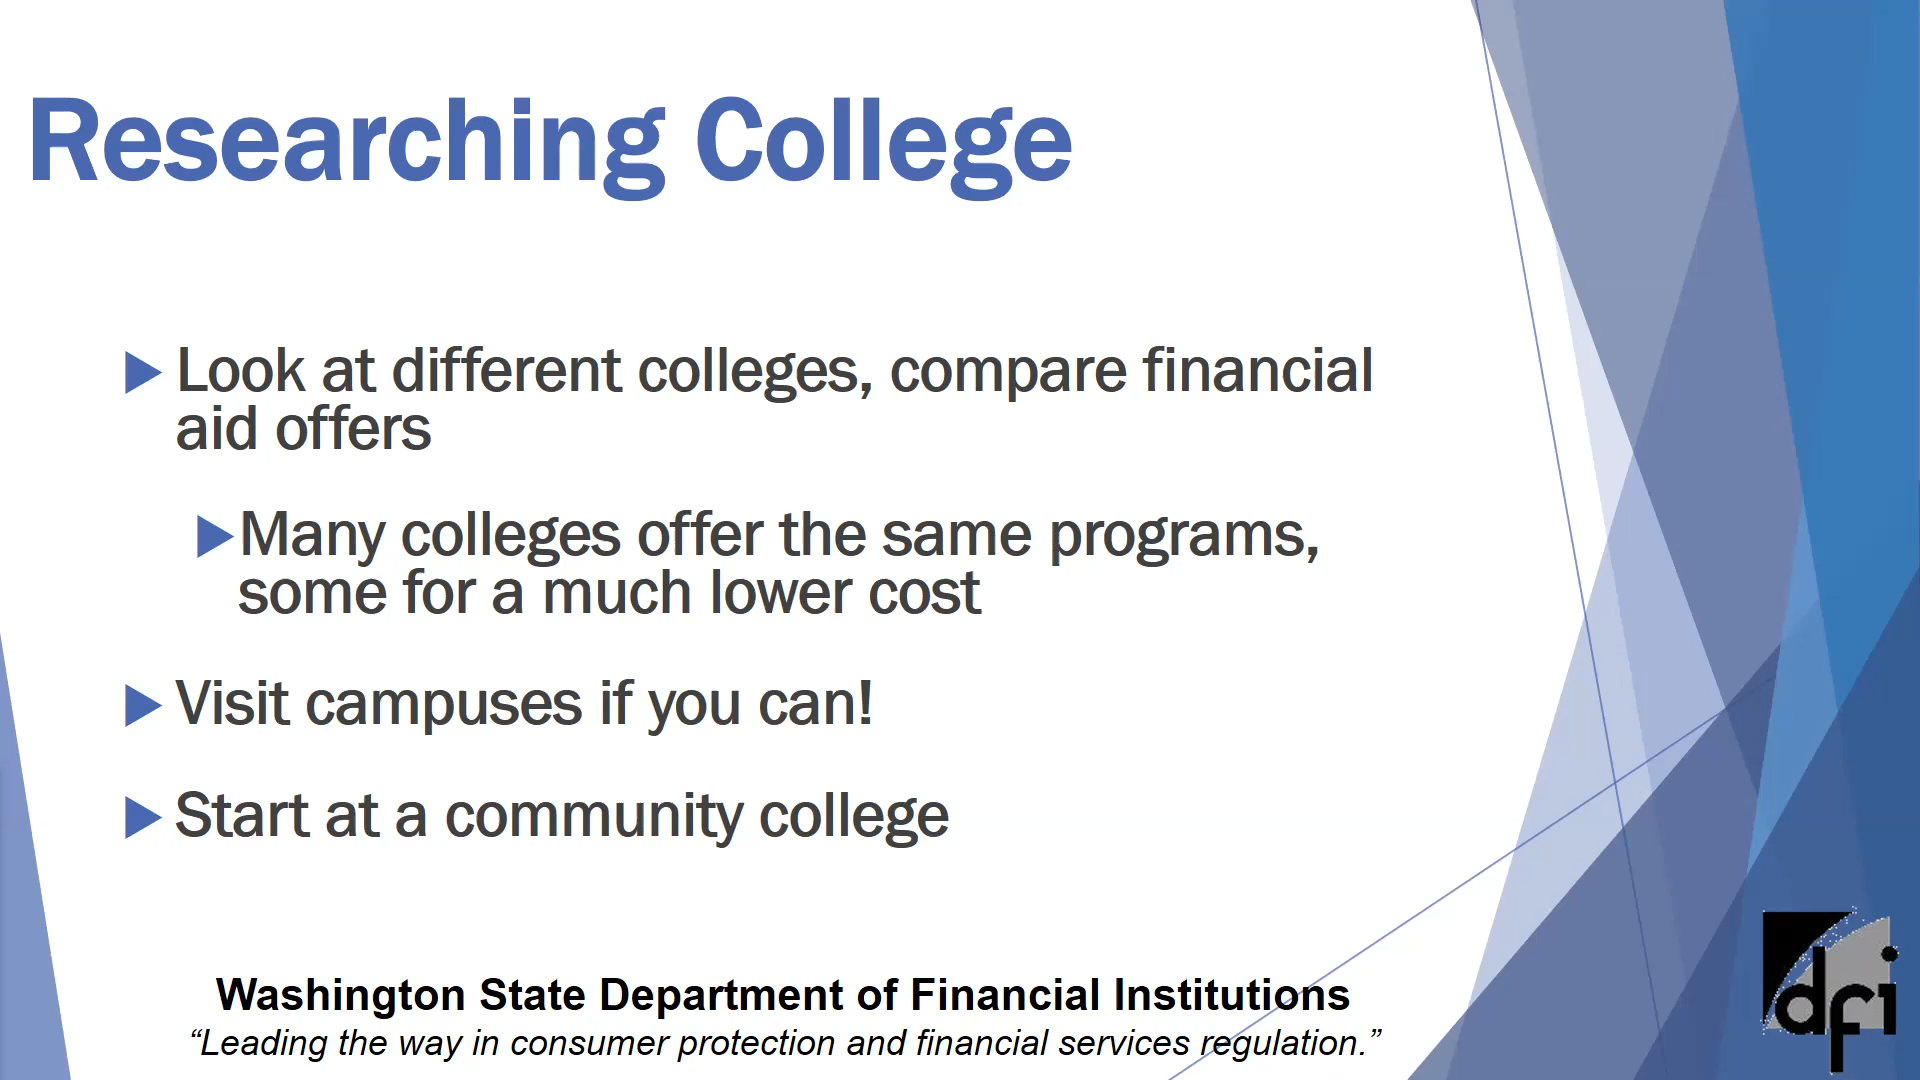 Researching College
Look at different colleges, compare financial
aid offers
Many colleges offer the same programs,
some for a much lower cost
Visit campuses if you can!
Start at a community college
Washington State Department of Financial Institutions
“Leading the way in consumer protection and financial services regulation.”
dfi